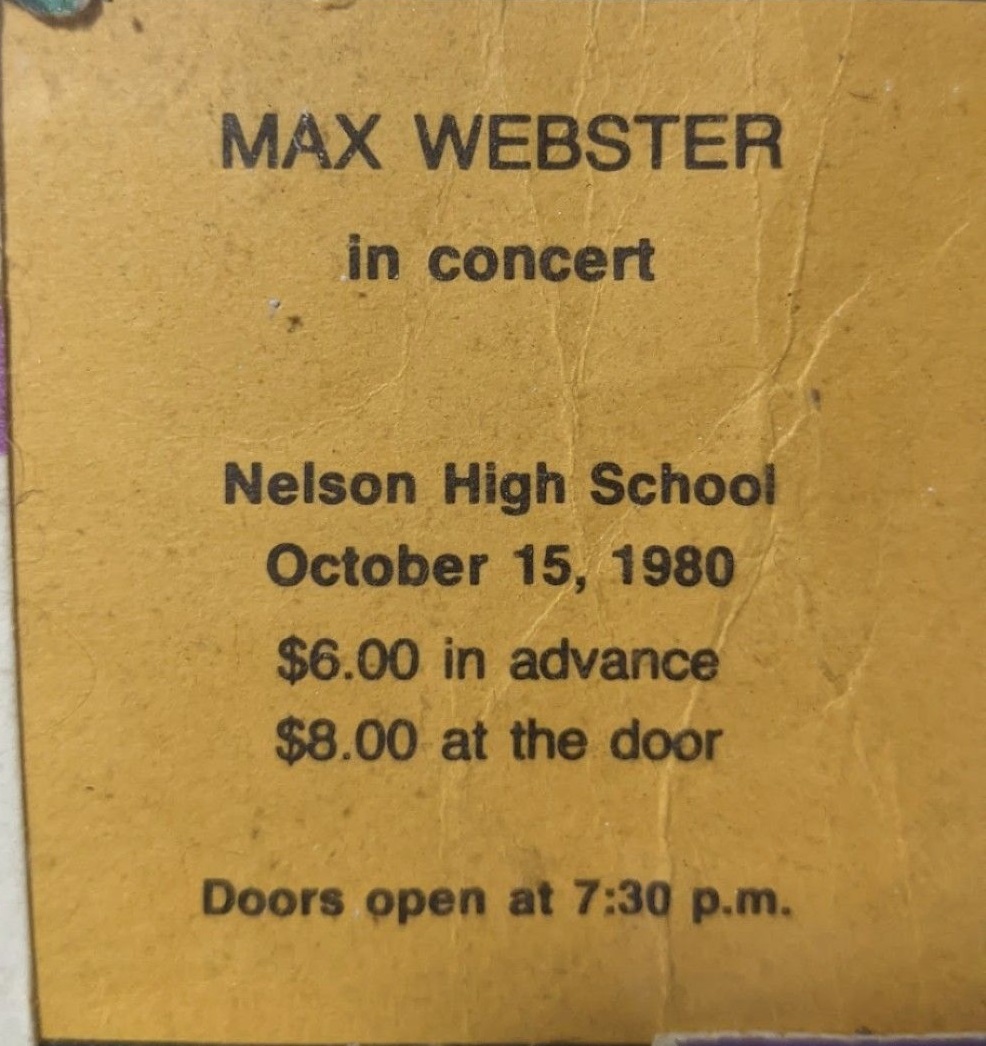 MAX WEBSTER
in concert
Nelson High School
October 15, 1980
$6.00 in advance
$8.00 at the door
Doors open at 7:30 p.m.